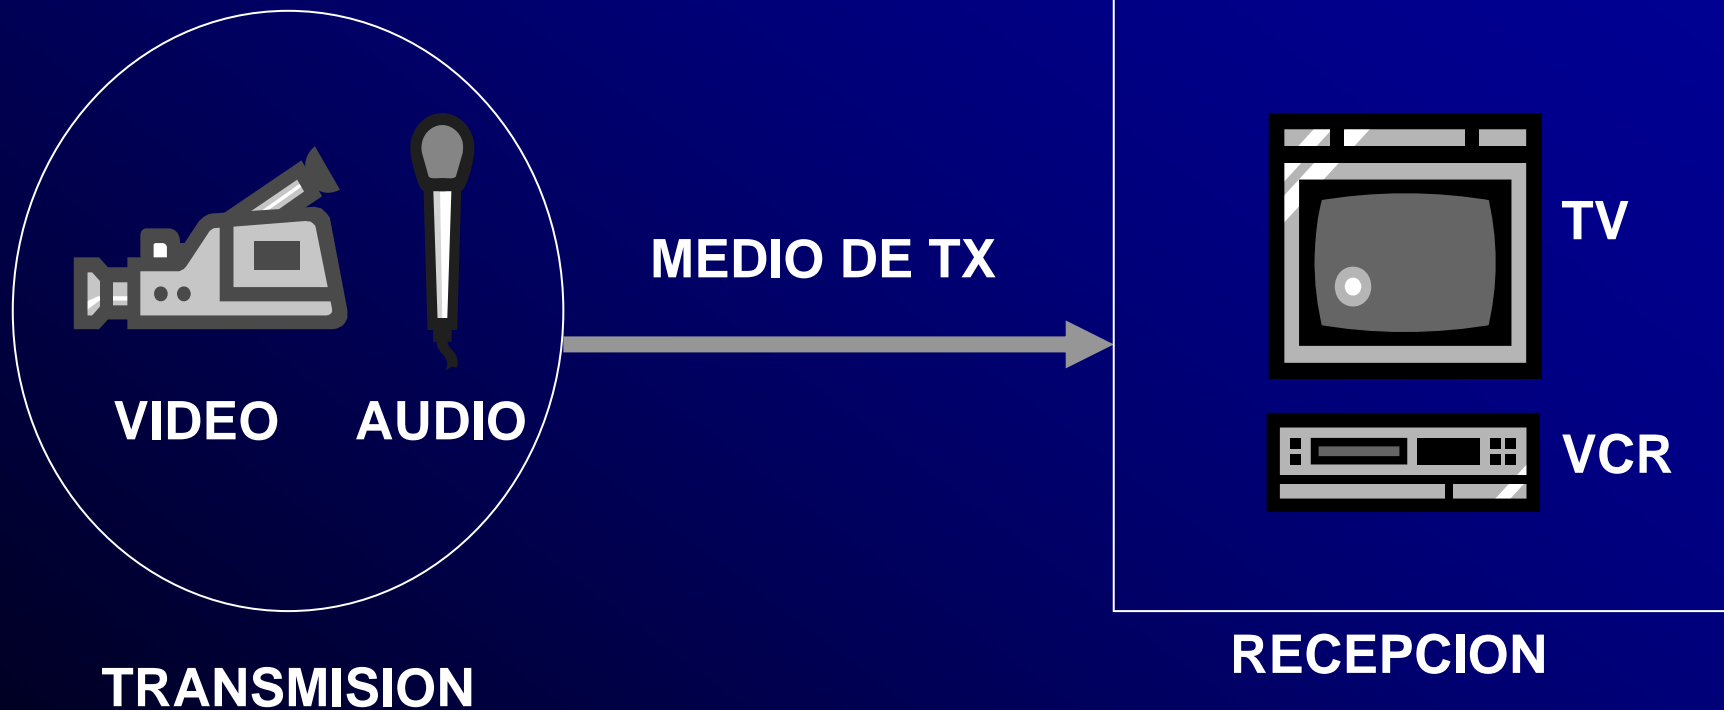 VIDEO AUDIO
TRANSMISION
MEDIO DE TX
TV
VCR
RECEPCION